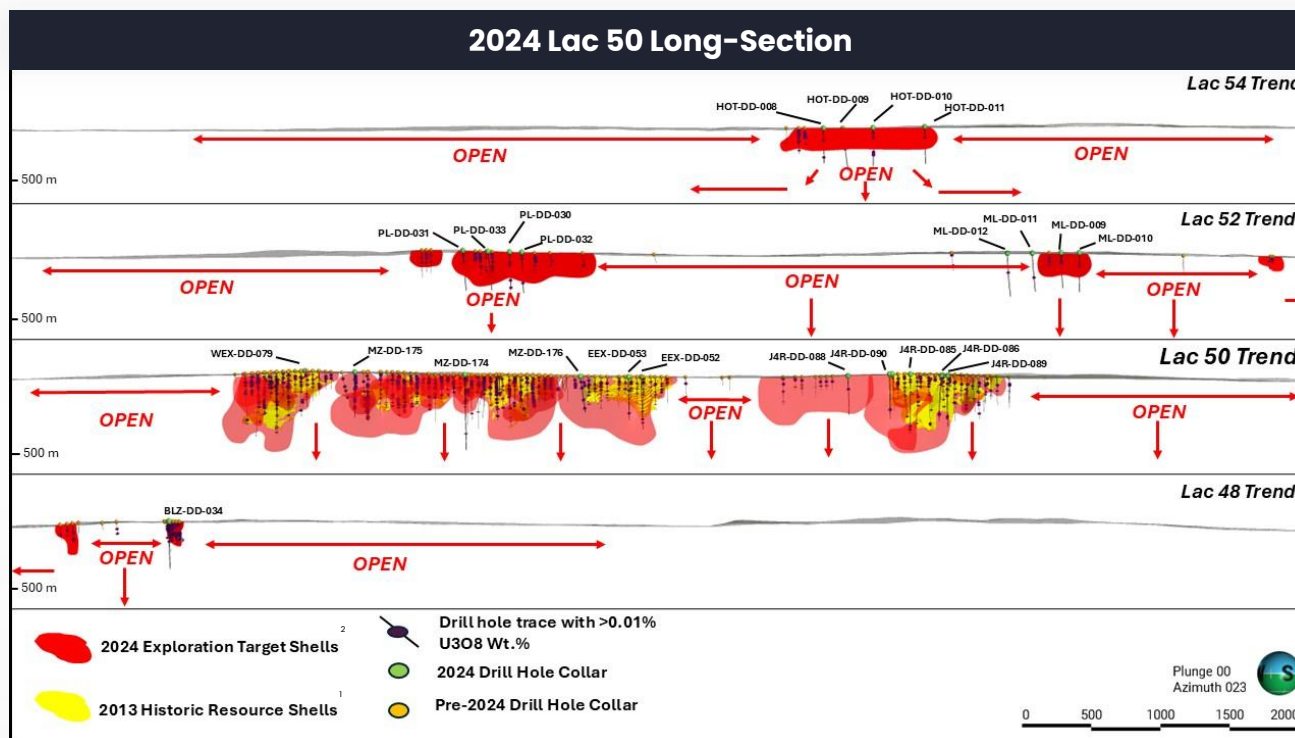 2024 Lac 50 Long-Section
Lac 54 Trend
HOT-DD-008
HOT-DD-009
HOT-DD-010
HOT-DD-011
OPEN
OPEN
OPEN
500 m
Lac 52 Trend
PL-DD-031
PL-DD-033
PL-DD-030
PL-DD-032
ML-DD-012
ML-DD-011
ML-DD-009
ML-DD-010
OPEN
OPEN
OPEN
OPEN
500 m
Lac 50 Trend
WEX-DD-079
MZ-DD-175
MZ-DD-174
MZ-DD-176
EEX-DD-053
EEX-DD-052
J4R-DD-088
J4R-DD-090
J4R-DD-085
J4R-DD-086
J4R-DD-089
OPEN
OPEN
OPEN
500 m
Lac 48 Trend
BLZ-DD-034
OPEN
OPEN
500 m
2024 Exploration Target Shells 2
2013 Historic Resource Shells 1
Drill hole trace with >0.01%
U3O8 Wt.%
2024 Drill Hole Collar
Pre-2024 Drill Hole Collar
Plunge 00
Azimuth 023
S
0 500 1000 1500 2000